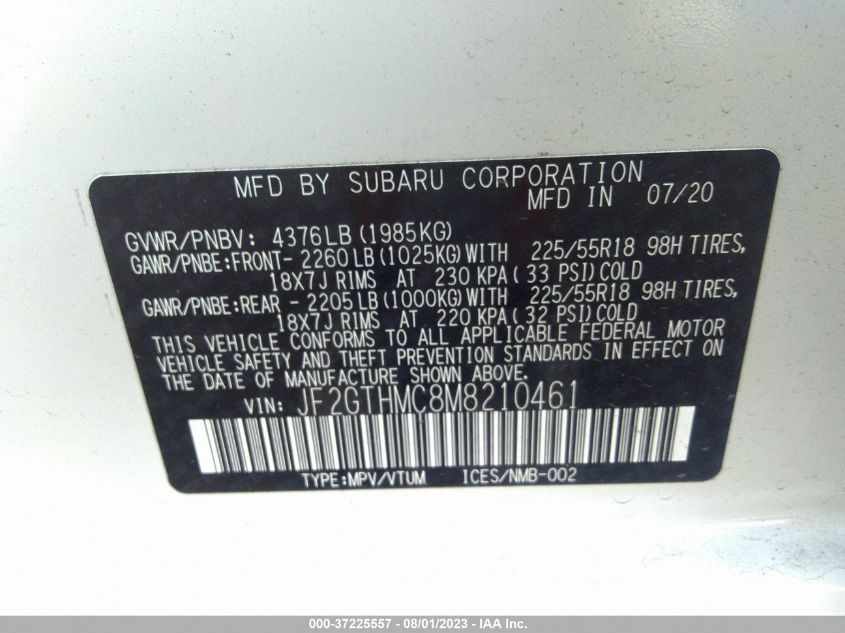 MFD BY SUBARU CORPORATION
MFD IN 07/20
GVWR/PNBV: 4376LB (1985KG)
GAWR/PNBE:FRONT- 2260LB (1025KG) WITH 225/55R18 98H TIRES,
18X7J RIMS AT 230 KPA ( 33 PSI) COLD
GAWR/PNBE:REAR - 2205LB (1000KG) WITH 225/55R18 98H TIRES,
18X7J RIMS AT 220 KPA ( 32 PSI) COLD
THIS VEHICLE CONFORMS TO ALL APPLICABLE FEDERAL MOTOR
VEHICLE SAFETY AND THEFT PREVENTION STANDARDS IN EFFECT ON
THE DATE OF MANUFACTURE SHOWN ABOVE.
VIN: JF2GTHMC8M8210461
TYPE:MPV/VTUM ICES/NMB-002
000-37225557 - 08/01/2023 - IAA Inc.